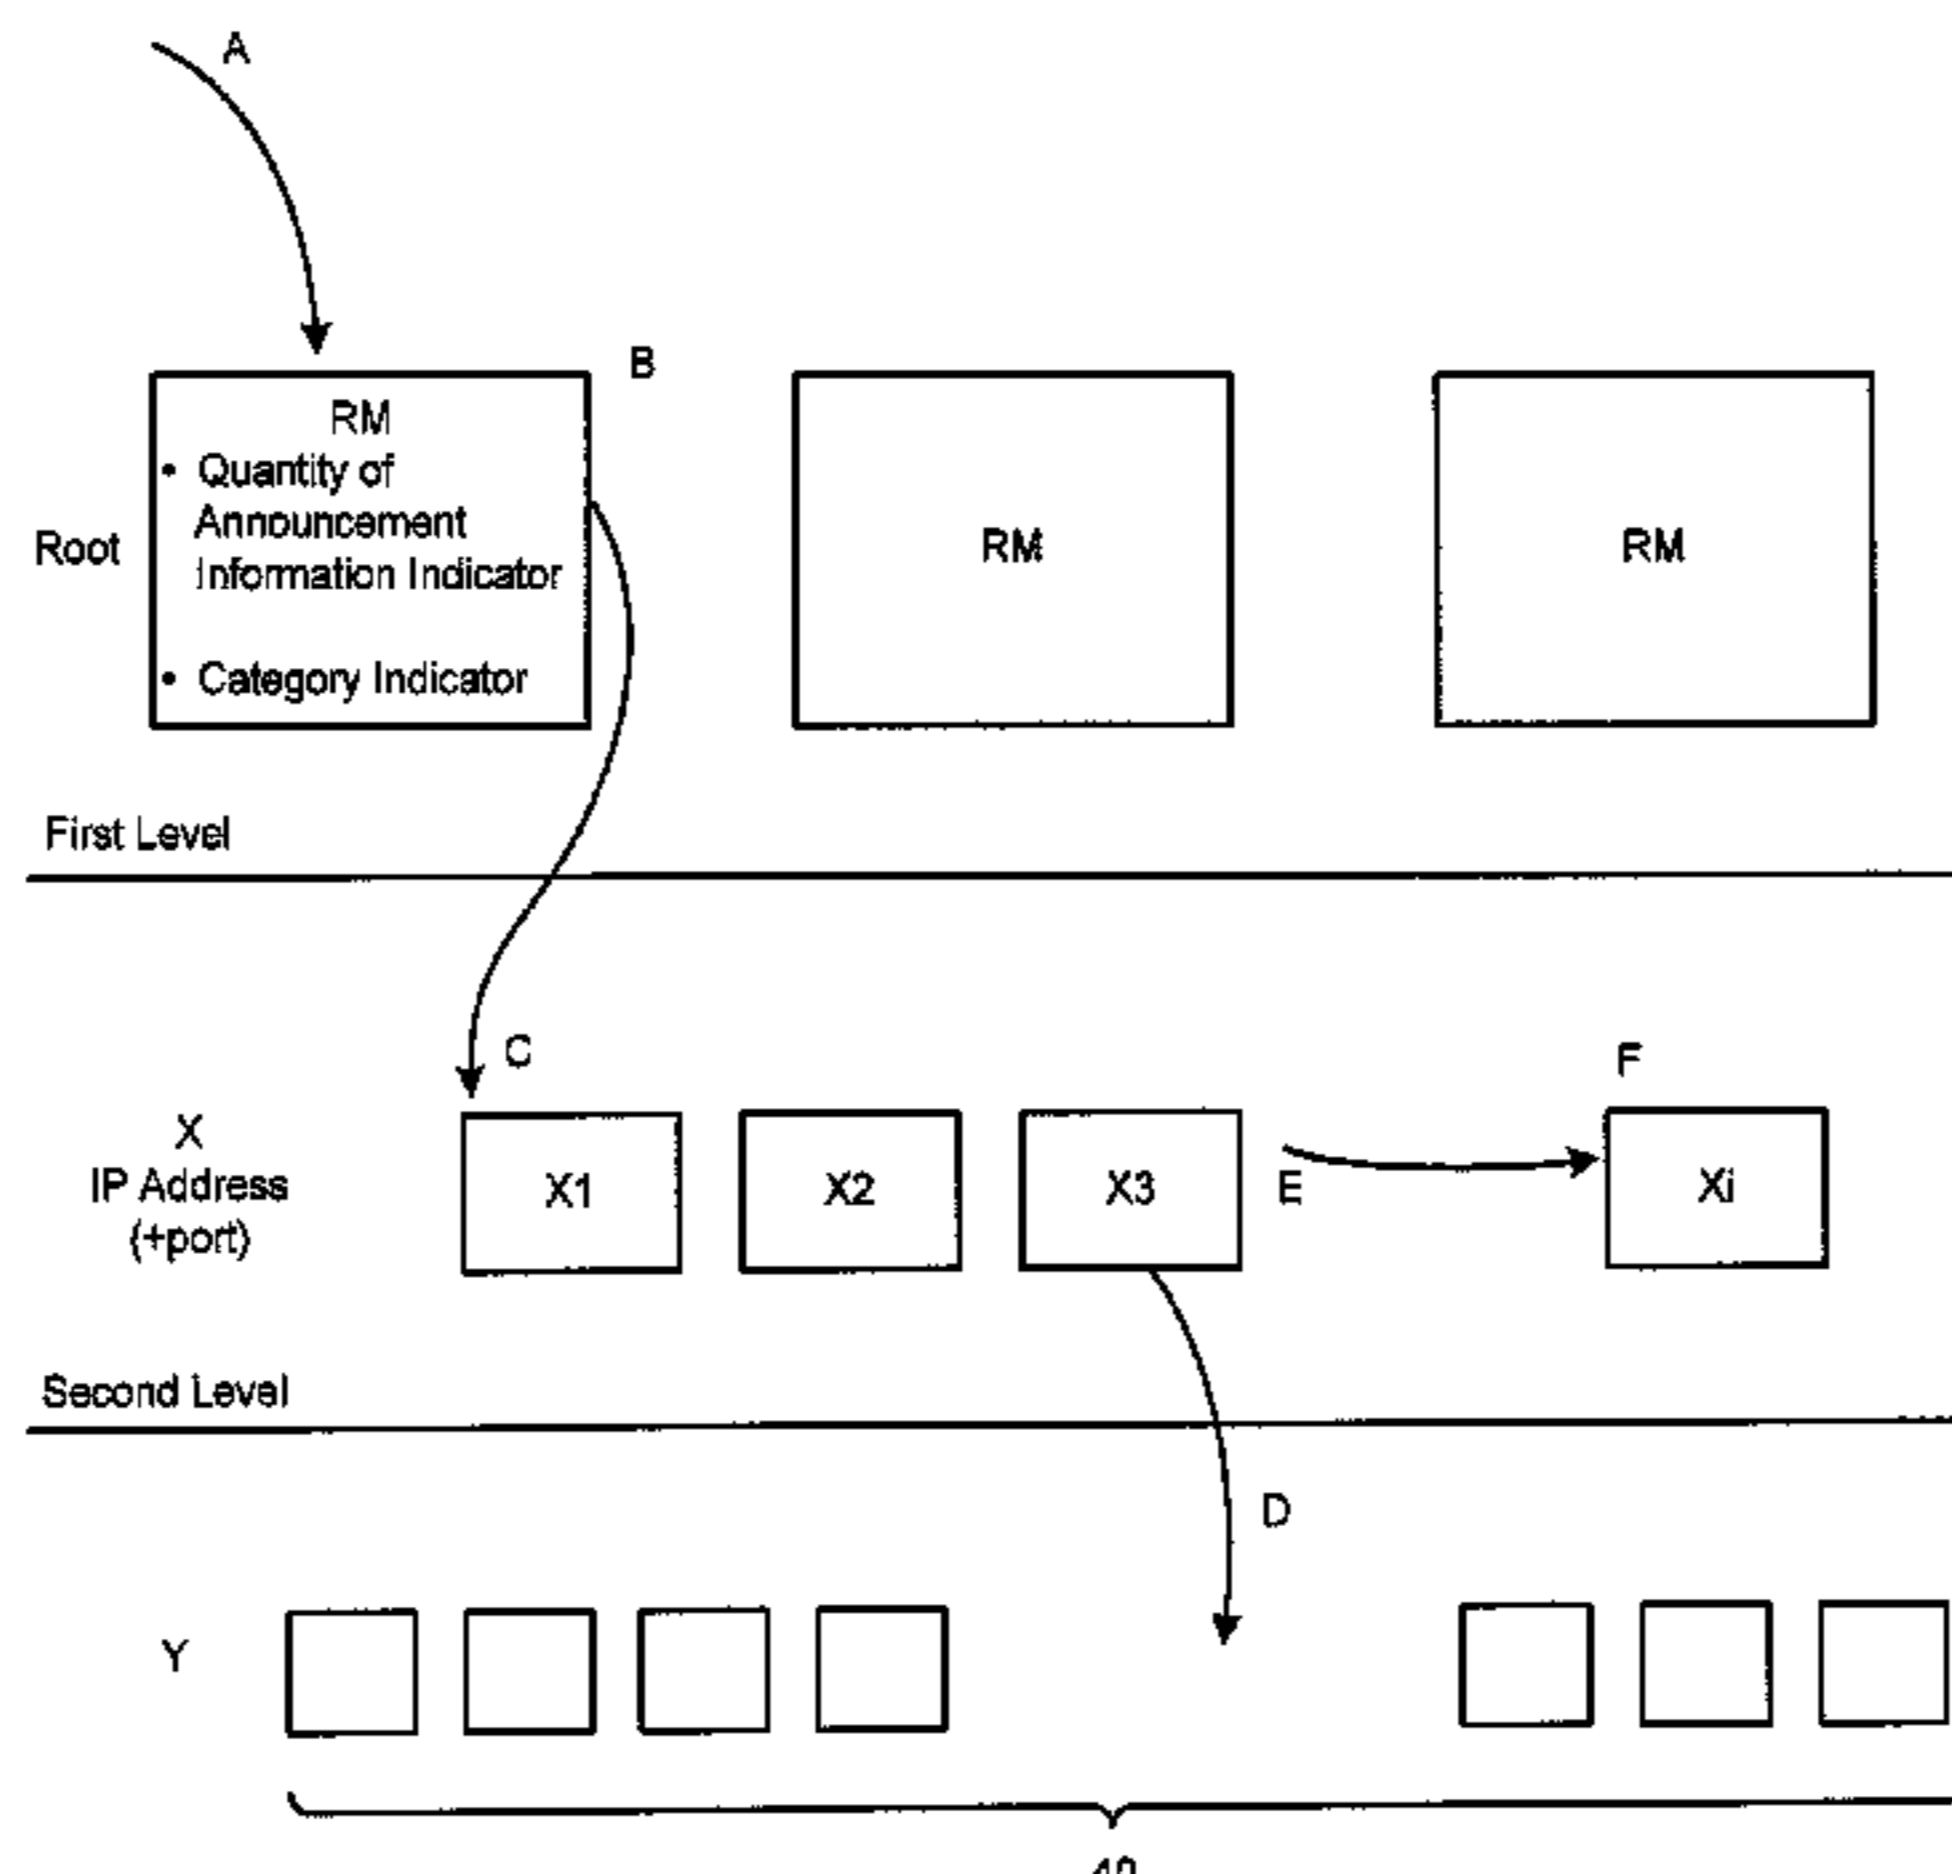 A
B
RM
• Quantity of
Announcement
Information Indicator
• Category Indicator
Root
RM
RM
First Level
C
F
X
IP Address
(+port)
X1
X2
X3
E
Xi
Second Level
D
Y